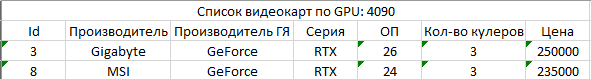 Список видеокарт по GPU: 4090
Id Производитель Производитель ГЯ Серия ОП Кол-во кулеров Цена
3 Gigabyte GeForce RTX 26 3 250000
8 MSI GeForce RTX 24 3 235000